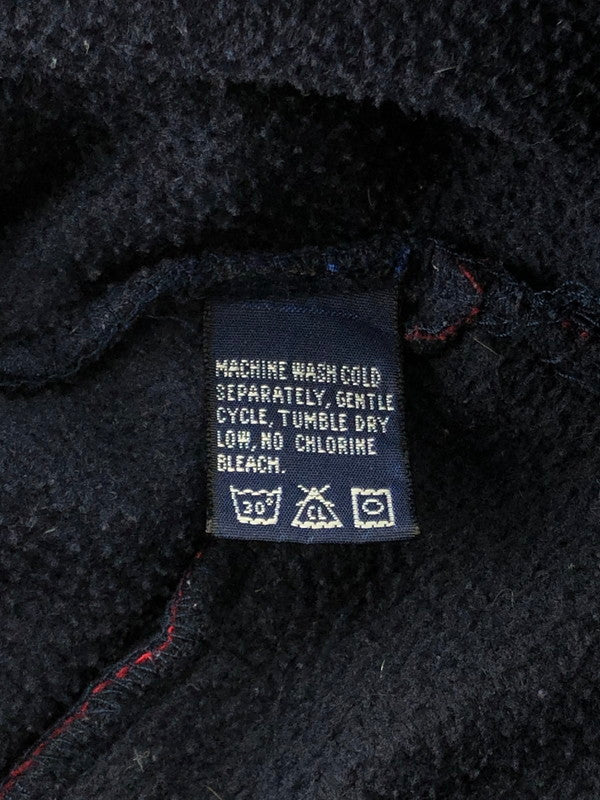 MACHINE WASH COLD
SEPARATELY, GENTLE
CYCLE, TUMBLE DRY
LOW, NO CHLORINE
BLEACH.
30° CL